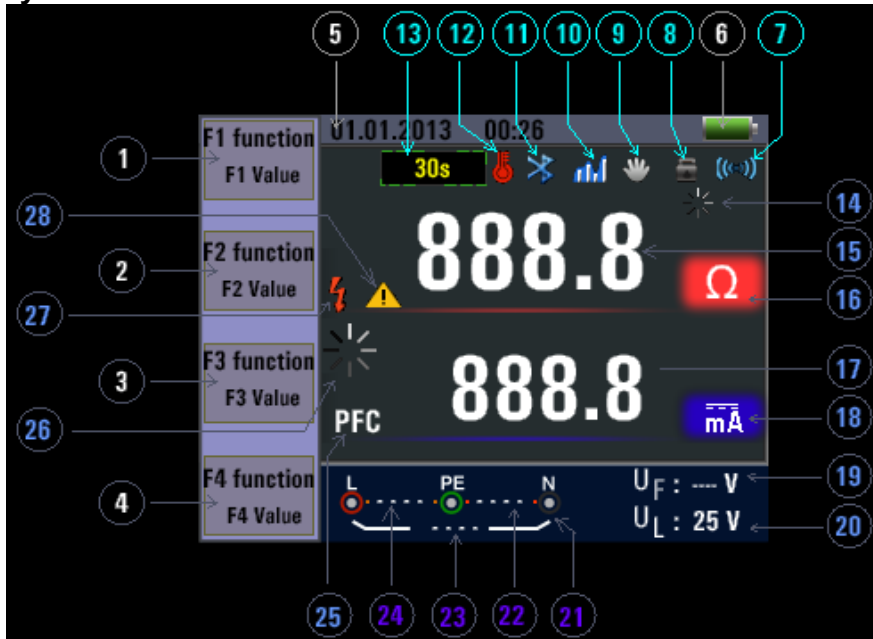 5 13 12 11 10 9 8 6 7
01.01.2013 00:26
F1 function
F1 Value
1
30s
28
14
888.8
15
F2 function
F2 Value
2
Ω
16
27
F3 function
F3 Value
3
17
888.8
26
PFC
mA
18
F4 function
F4 Value
4
L PE N
UF : --- V
19
UL : 25 V
20
25 24 23 22 21